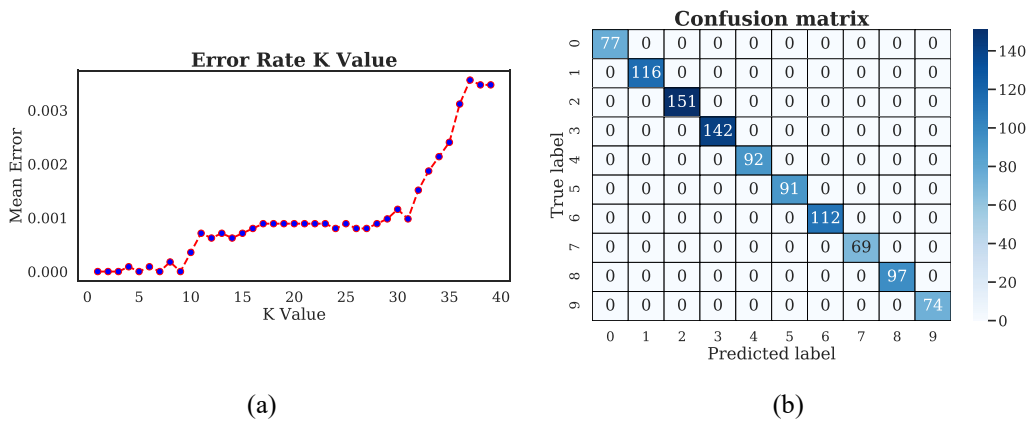 Error Rate K Value
Mean Error
0.003
0.002
0.001
0.000
0 5 10 15 20 25 30 35 40
K Value
(a)
Confusion matrix
True label
0 77 0 0 0 0 0 0 0 0 0
1 0 116 0 0 0 0 0 0 0 0
2 0 0 151 0 0 0 0 0 0 0
3 0 0 0 142 0 0 0 0 0 0
4 0 0 0 0 92 0 0 0 0 0
5 0 0 0 0 0 91 0 0 0 0
6 0 0 0 0 0 0 112 0 0 0
7 0 0 0 0 0 0 0 69 0 0
8 0 0 0 0 0 0 0 0 97 0
9 0 0 0 0 0 0 0 0 0 74
0 1 2 3 4 5 6 7 8 9
Predicted label
140
120
100
80
60
40
20
0
(b)